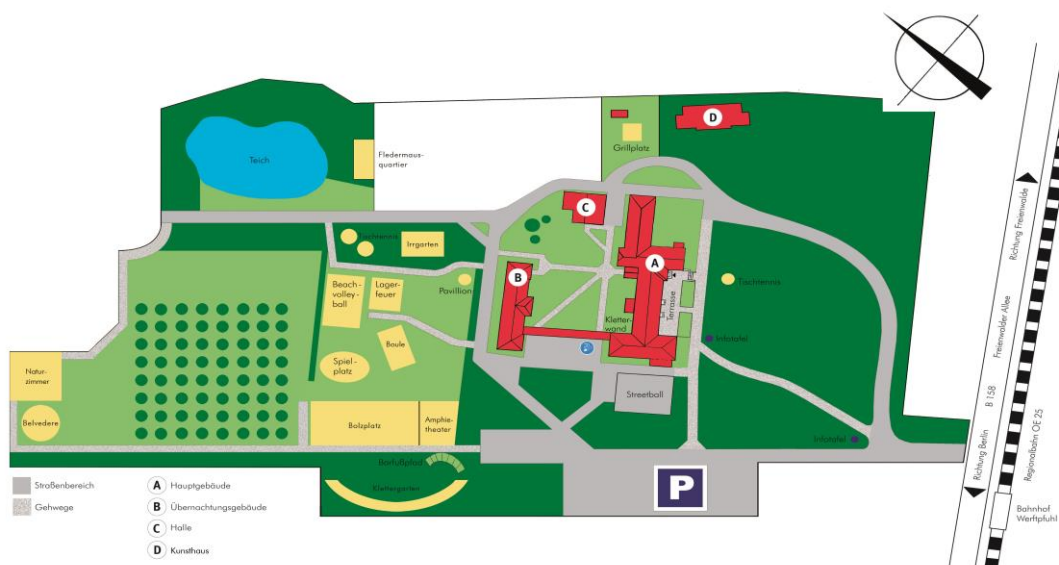 Teich
Fledermaus-
quartier
Grillplatz
D
C
A
B
Tischtennis
Irrgarten
Beach-
volley-
ball
Lager-
feuer
Pavillion
Boule
Spiel-
platz
Kletter-
wand
Terrasse
Tischtennis
Infotafel
Streetball
Natur-
zimmer
Belvedere
Bolzplatz
Amphie-
theater
Infotafel
Barfußpfad
Klettergarten
P
Richtung Freienwalde
Freienwalder Allee
B 158
Richtung Berlin
Regionalbahn OE 25
Bahnhof
Werftpfuhl
Straßenbereich
Gehwege
A Hauptgebäude
B Übernachtungsgebäude
C Halle
D Kunsthaus